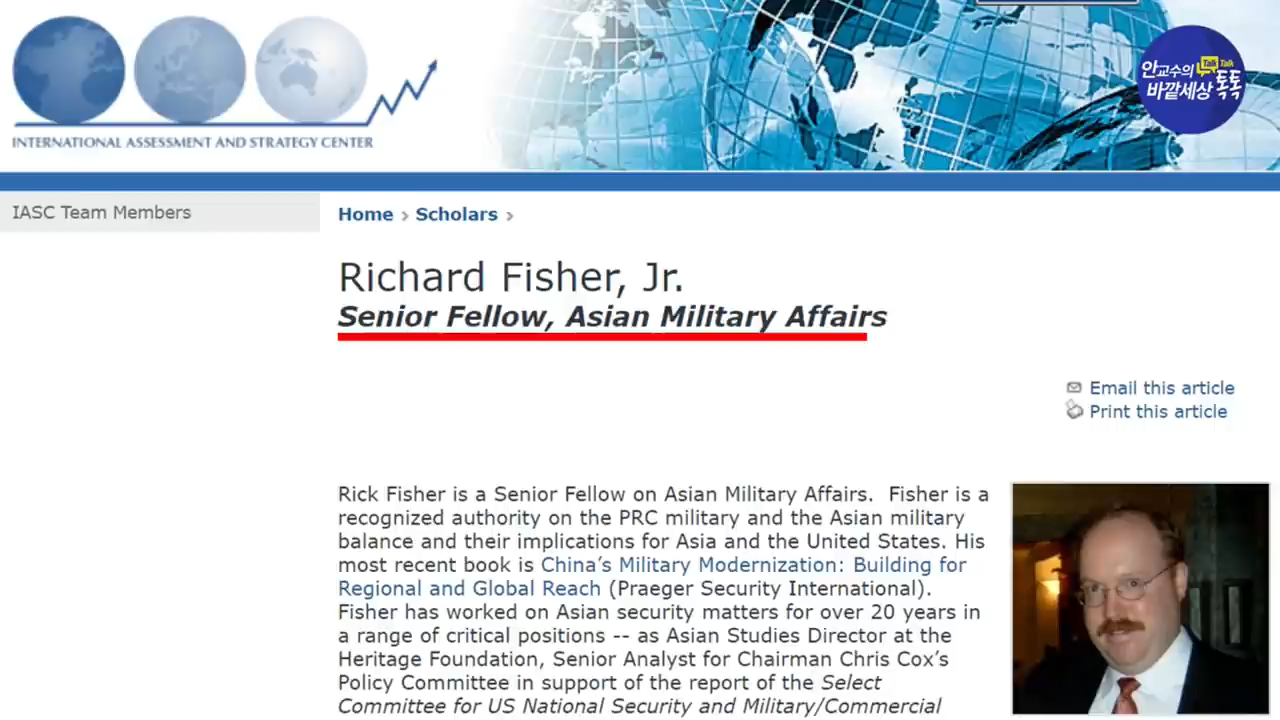 안교수의 Talk Talk
바깥세상 톡톡
INTERNATIONAL ASSESSMENT AND STRATEGY CENTER
IASC Team Members
Home › Scholars ›
Richard Fisher, Jr.
Senior Fellow, Asian Military Affairs
Email this article
Print this article
Rick Fisher is a Senior Fellow on Asian Military Affairs.  Fisher is a
recognized authority on the PRC military and the Asian military
balance and their implications for Asia and the United States. His
most recent book is China’s Military Modernization: Building for
Regional and Global Reach (Praeger Security International).
Fisher has worked on Asian security matters for over 20 years in
a range of critical positions -- as Asian Studies Director at the
Heritage Foundation, Senior Analyst for Chairman Chris Cox’s
Policy Committee in support of the report of the Select
Committee for US National Security and Military/Commercial